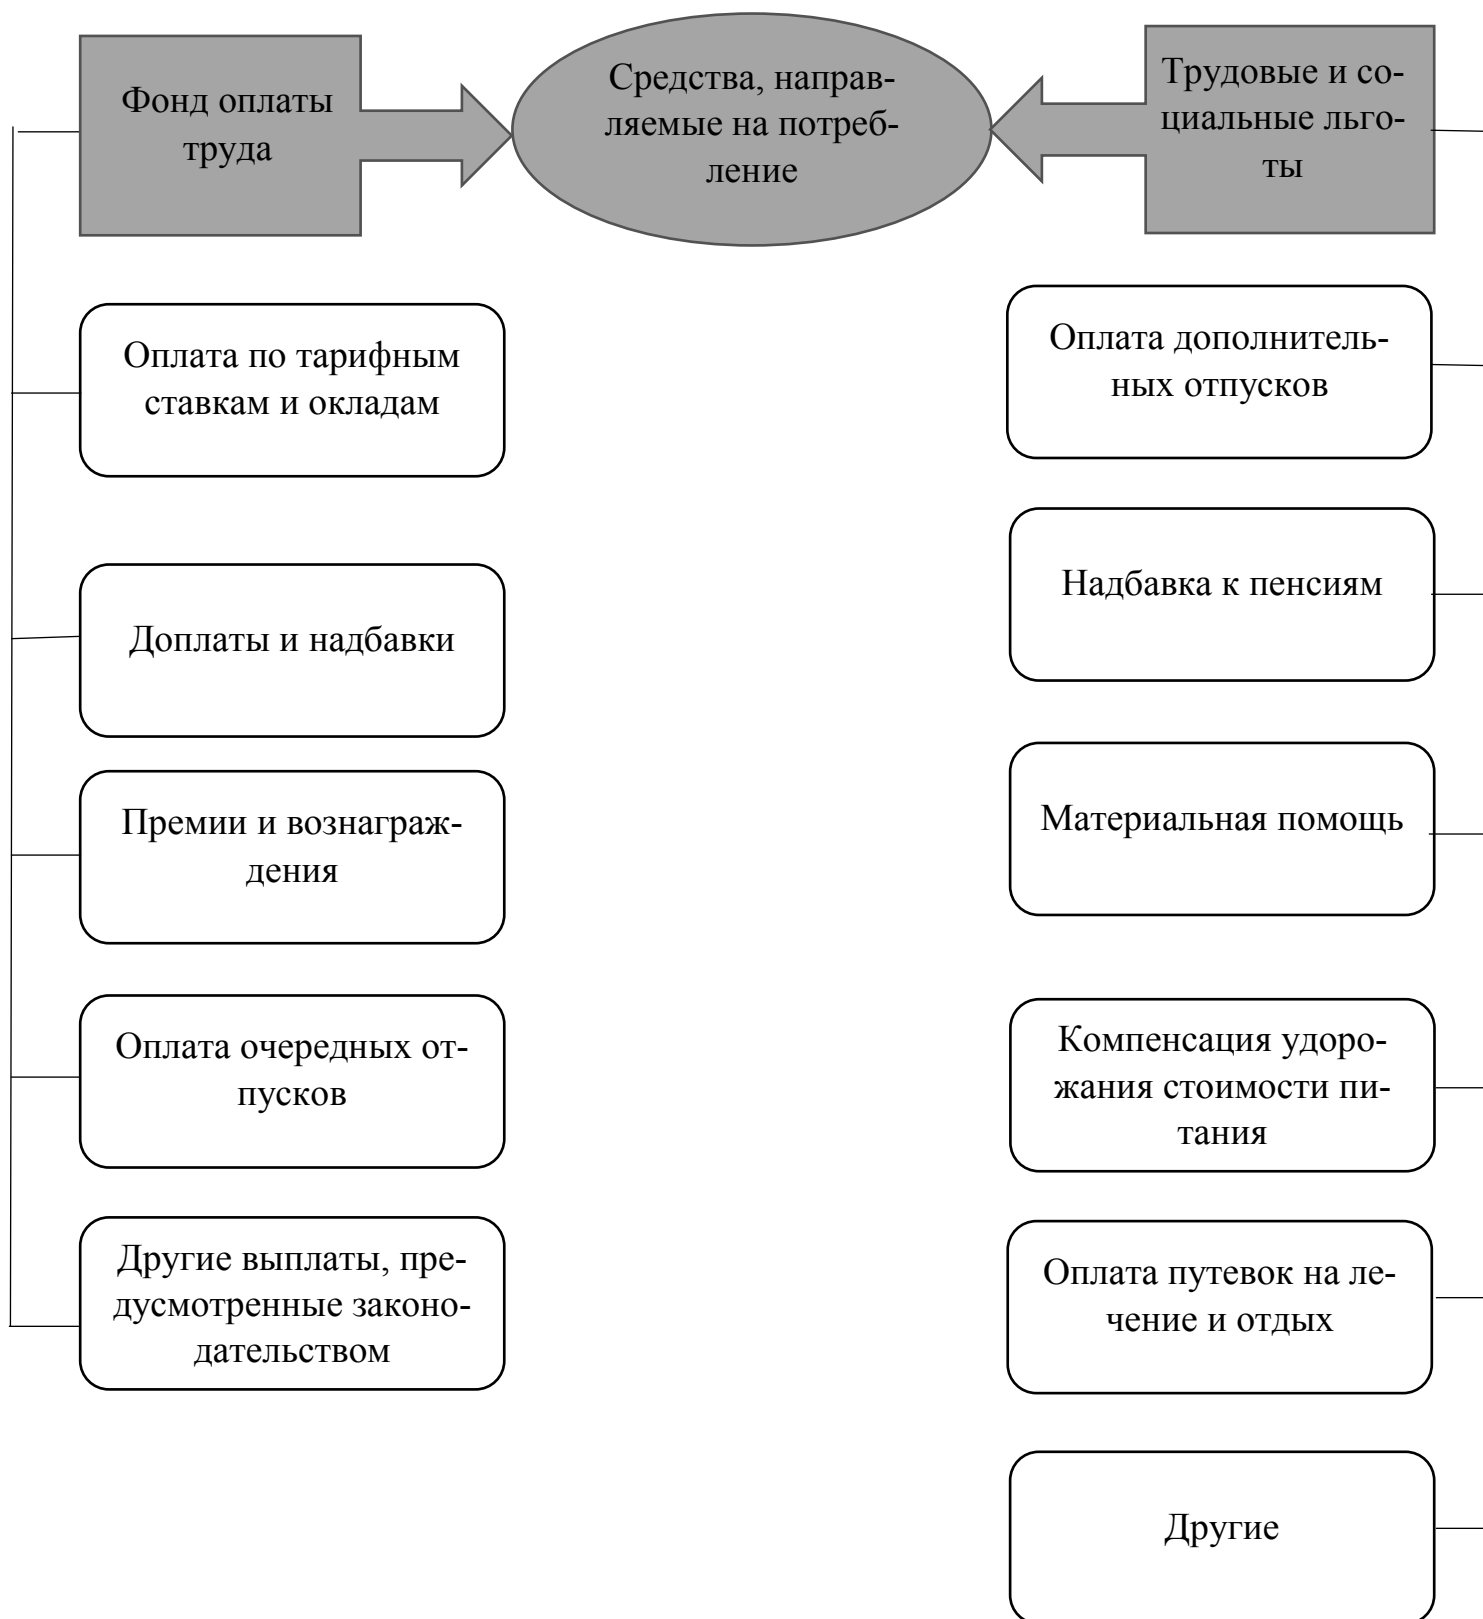 Фонд оплаты
труда
Средства, направ-
ляемые на потреб-
ление
Трудовые и со-
циальные льго-
ты
Оплата по тарифным
ставкам и окладам
Доплаты и надбавки
Премии и вознаграж-
дения
Оплата очередных от-
пусков
Другие выплаты, пре-
дусмотренные законо-
дательством
Оплата дополнитель-
ных отпусков
Надбавка к пенсиям
Материальная помощь
Компенсация удоро-
жания стоимости пи-
тания
Оплата путевок на ле-
чение и отдых
Другие